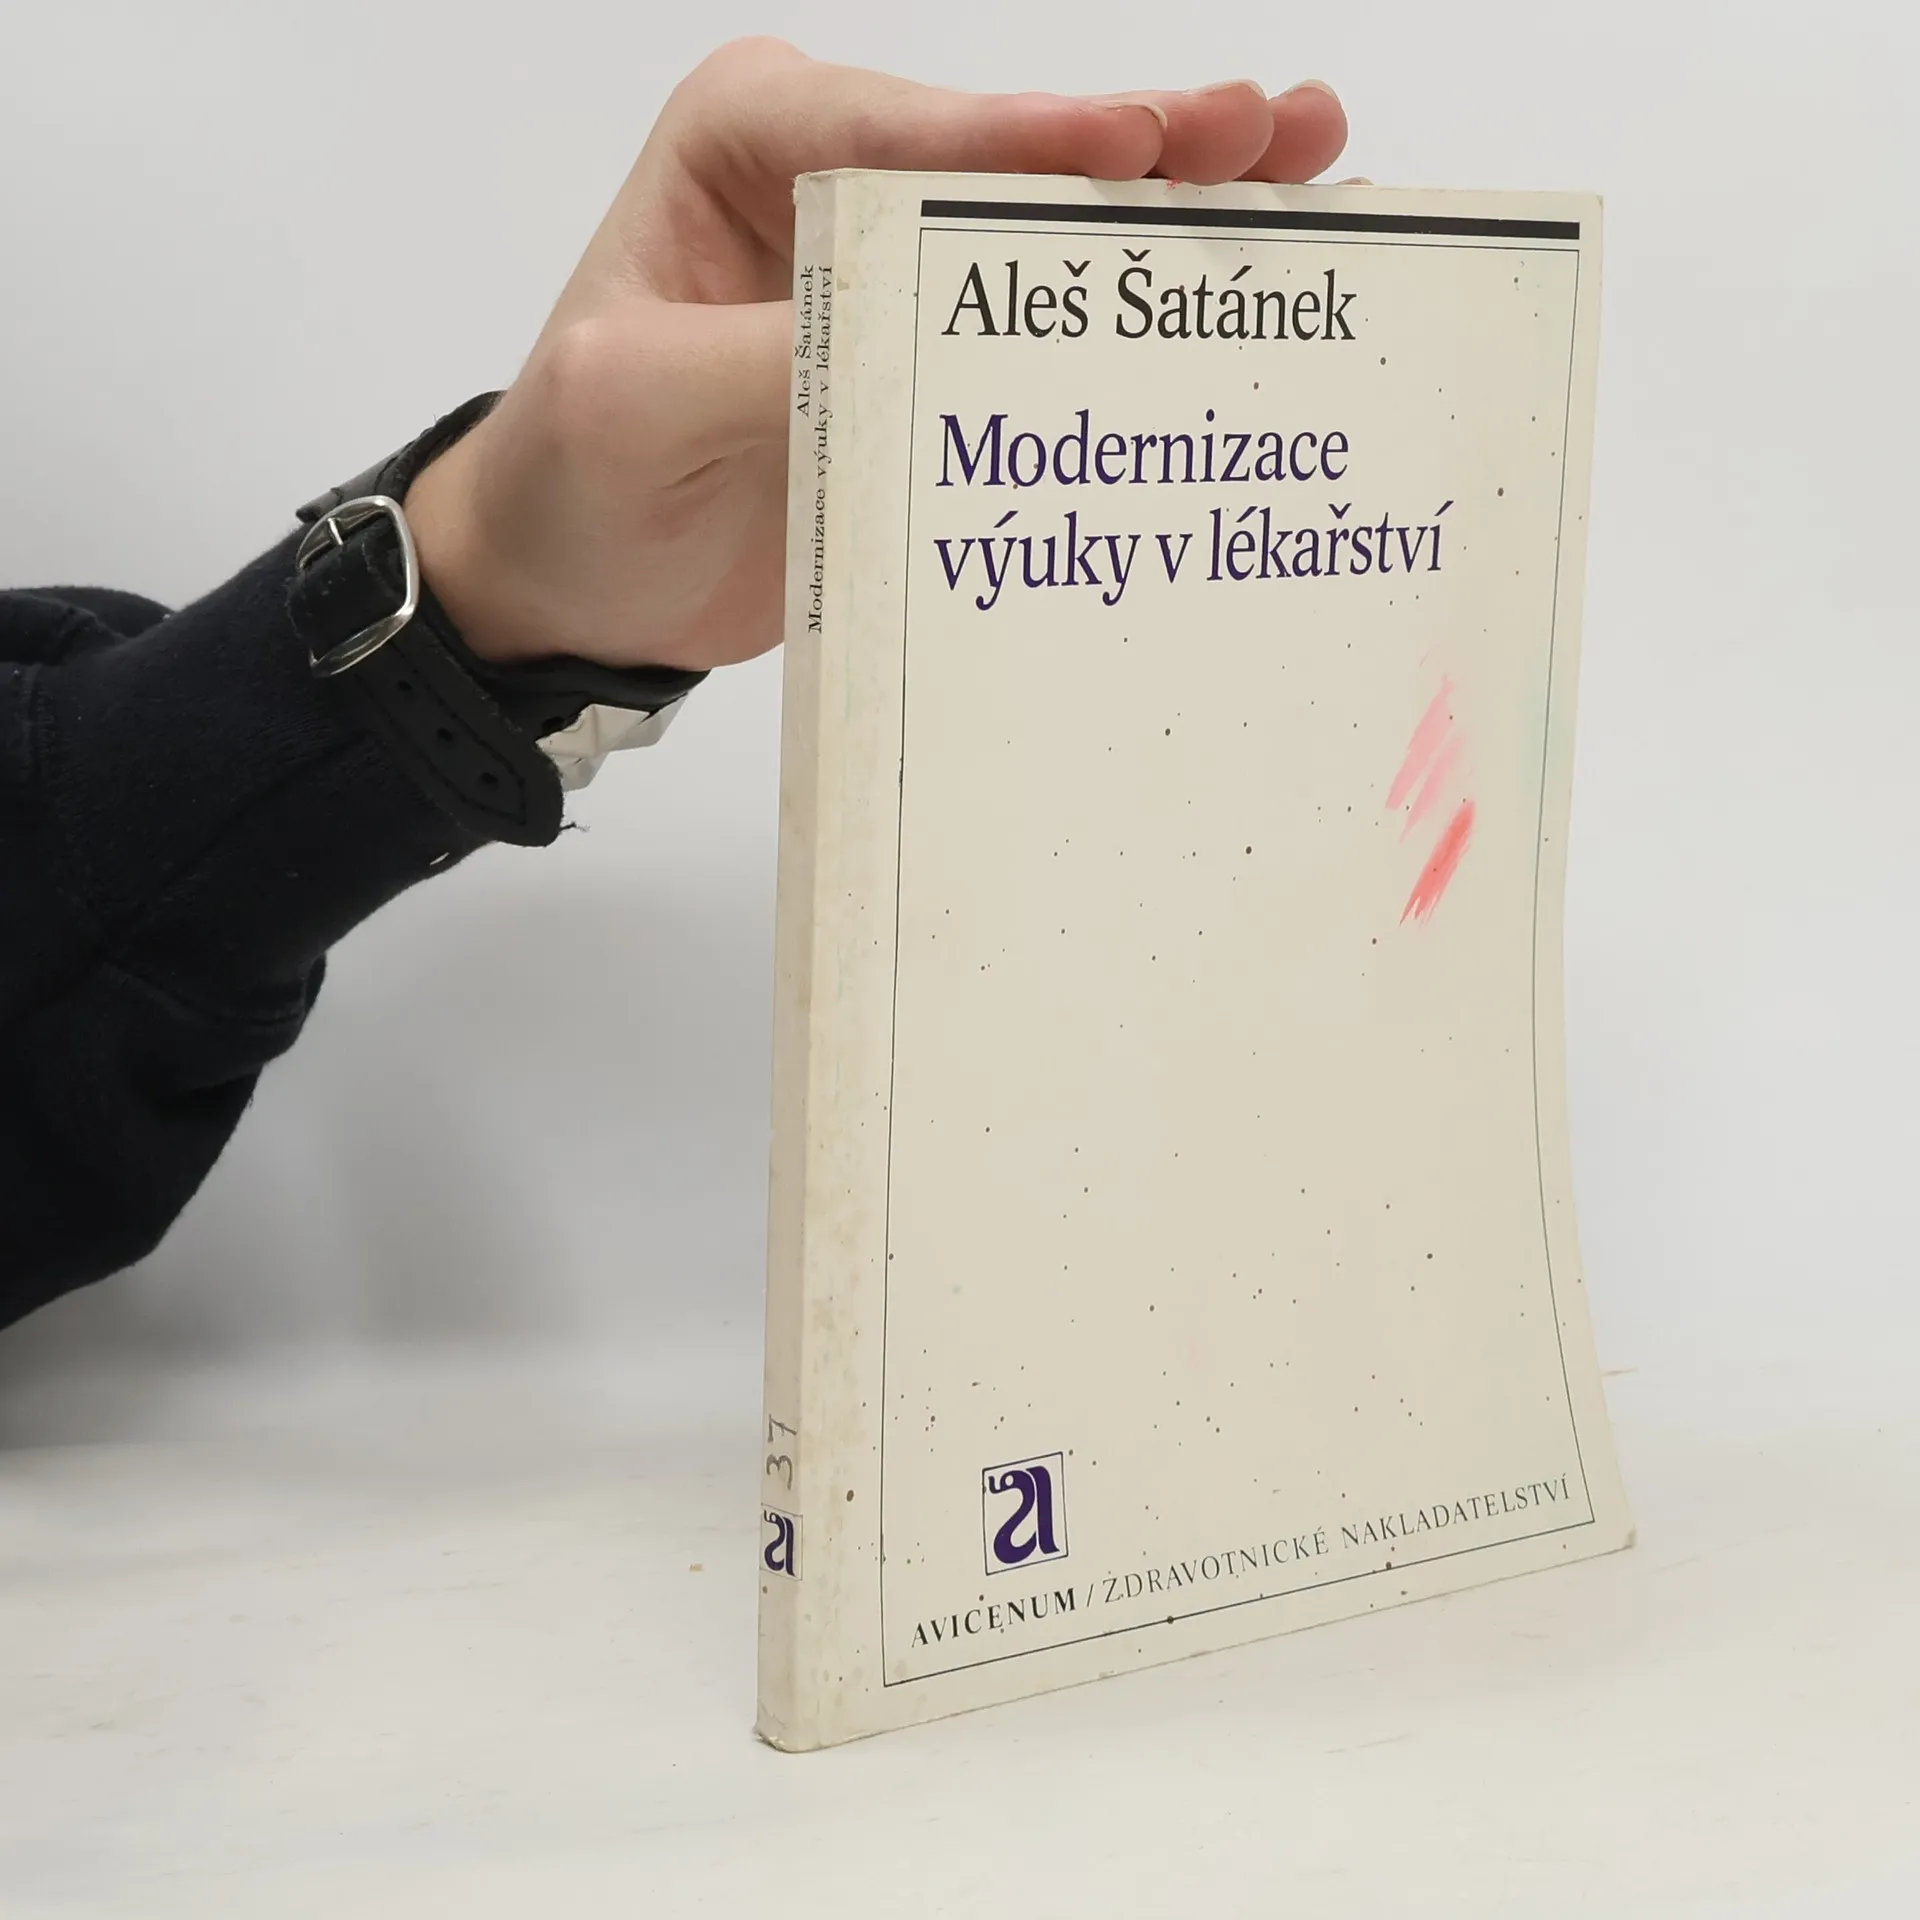 Aleš Šatánek
Modernizace
výuky v lékařství
a
AVICENUM / ZDRAVOTNICKÉ NAKLADATELSTVÍ
Aleš Šatánek
Modernizace výuky v lékařství
37
a